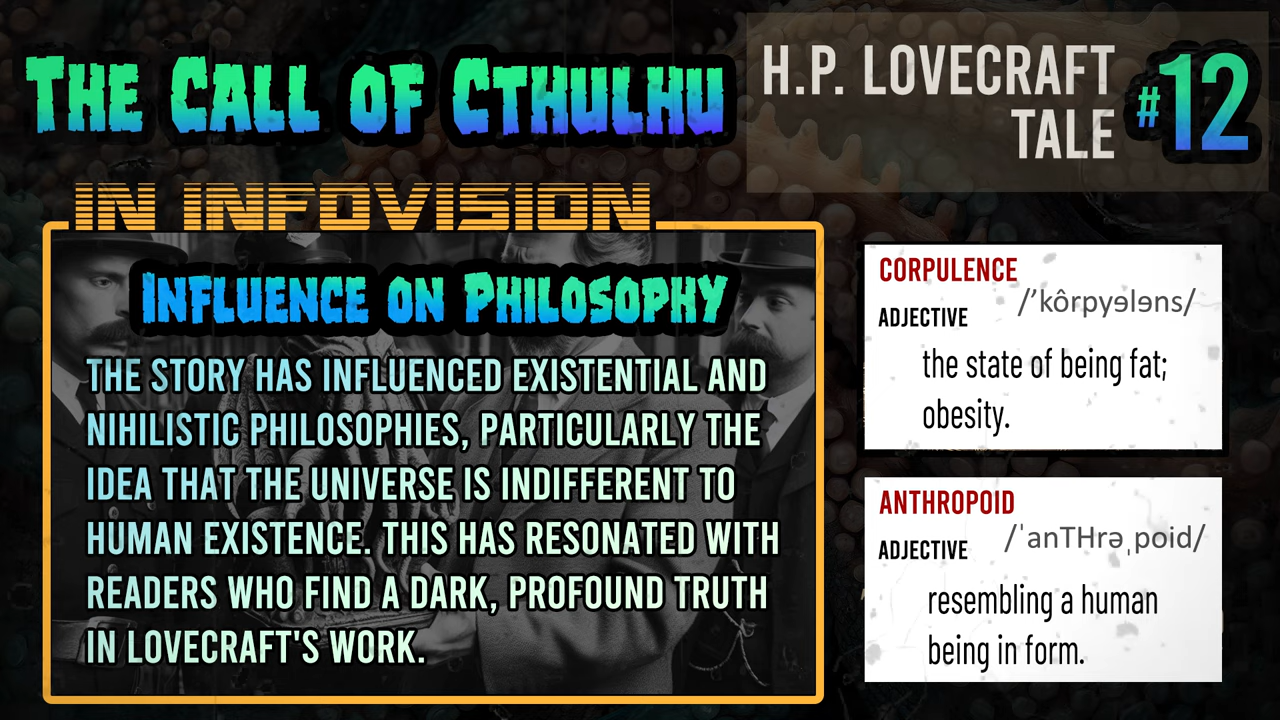 The Call of Cthulhu
H.P. LOVECRAFT
TALE
#12
IN INFOVISION
Influence on Philosophy
THE STORY HAS INFLUENCED EXISTENTIAL AND
NIHILISTIC PHILOSOPHIES, PARTICULARLY THE
IDEA THAT THE UNIVERSE IS INDIFFERENT TO
HUMAN EXISTENCE. THIS HAS RESONATED WITH
READERS WHO FIND A DARK, PROFOUND TRUTH
IN LOVECRAFT'S WORK.
CORPULENCE
/ˈkôrpyələns/
ADJECTIVE
the state of being fat;
obesity.
ANTHROPOID
/ˈanTHrəˌpoid/
ADJECTIVE
resembling a human
being in form.